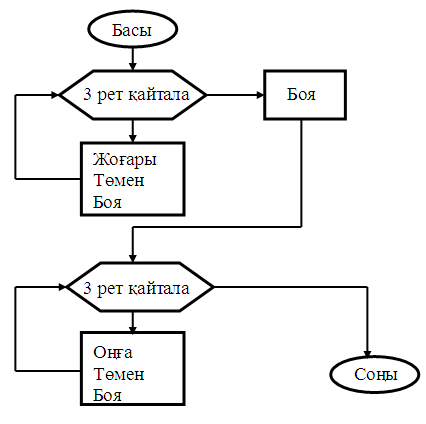 Басы
3 рет қайтала
Боя
Жоғары
Төмен
Боя
3 рет қайтала
Оңға
Төмен
Боя
Соңы